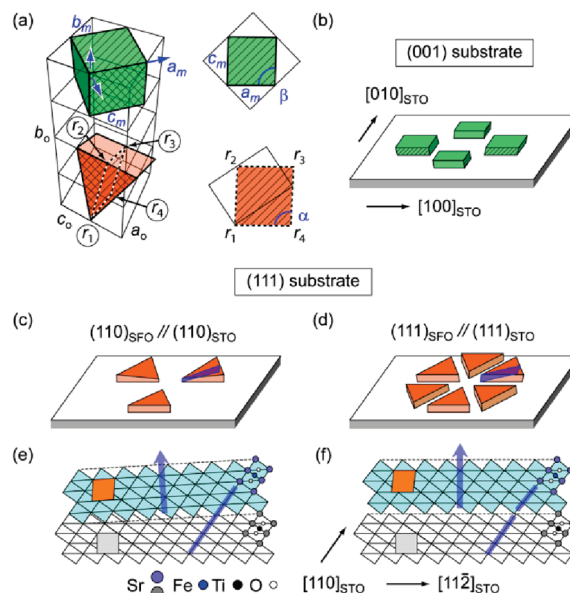 (a)
b_m
a_m
c_m
r_2
r_3
b_o
r_4
c_o
r_1
a_o
c_m
a_m
β
r_2
r_3
α
r_1
r_4
(b)
(001) substrate
[010]_STO
[100]_STO
(111) substrate
(c)
(110)_SFO // (110)_STO
(d)
(111)_SFO // (111)_STO
(e)
(f)
Sr Fe Ti O
[110]_STO
[112̄]_STO